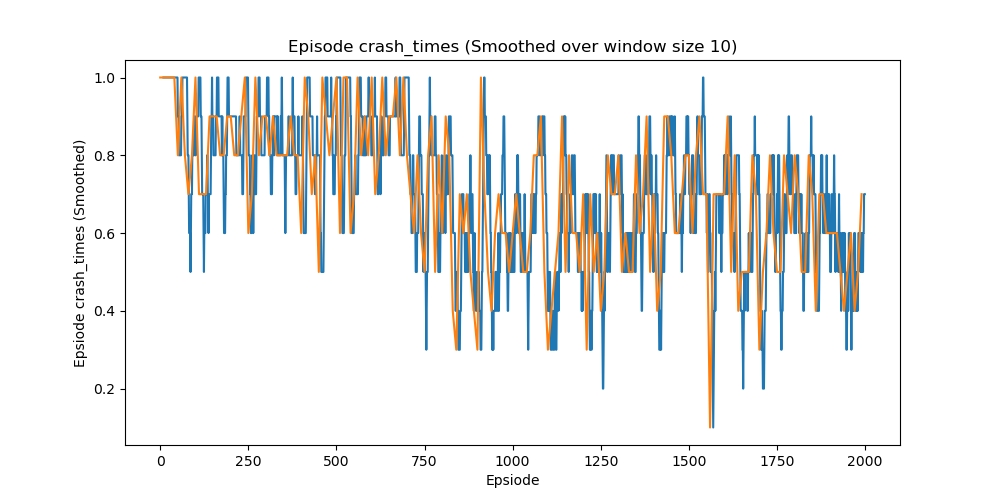 Episode crash_times (Smoothed over window size 10)
Epsiode crash_times (Smoothed)
1.0
0.8
0.6
0.4
0.2
0 250 500 750 1000 1250 1500 1750 2000
Epsiode